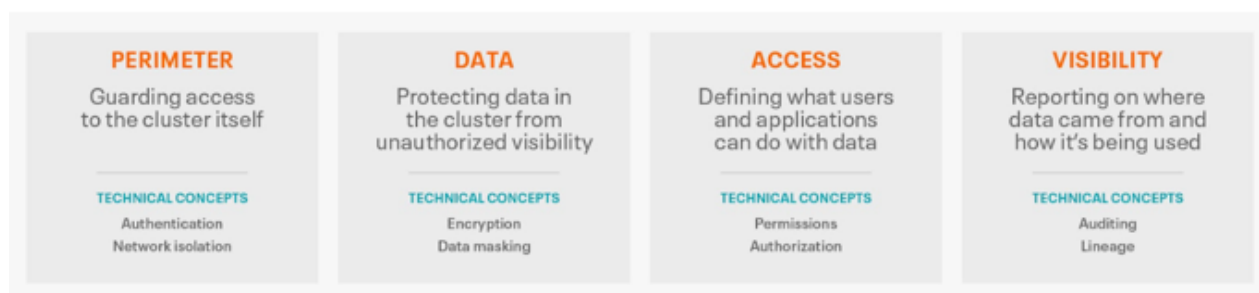 PERIMETER
Guarding access
to the cluster itself
TECHNICAL CONCEPTS
Authentication
Network isolation
DATA
Protecting data in
the cluster from
unauthorized visibility
TECHNICAL CONCEPTS
Encryption
Data masking
ACCESS
Defining what users
and applications
can do with data
TECHNICAL CONCEPTS
Permissions
Authorization
VISIBILITY
Reporting on where
data came from and
how it's being used
TECHNICAL CONCEPTS
Auditing
Lineage